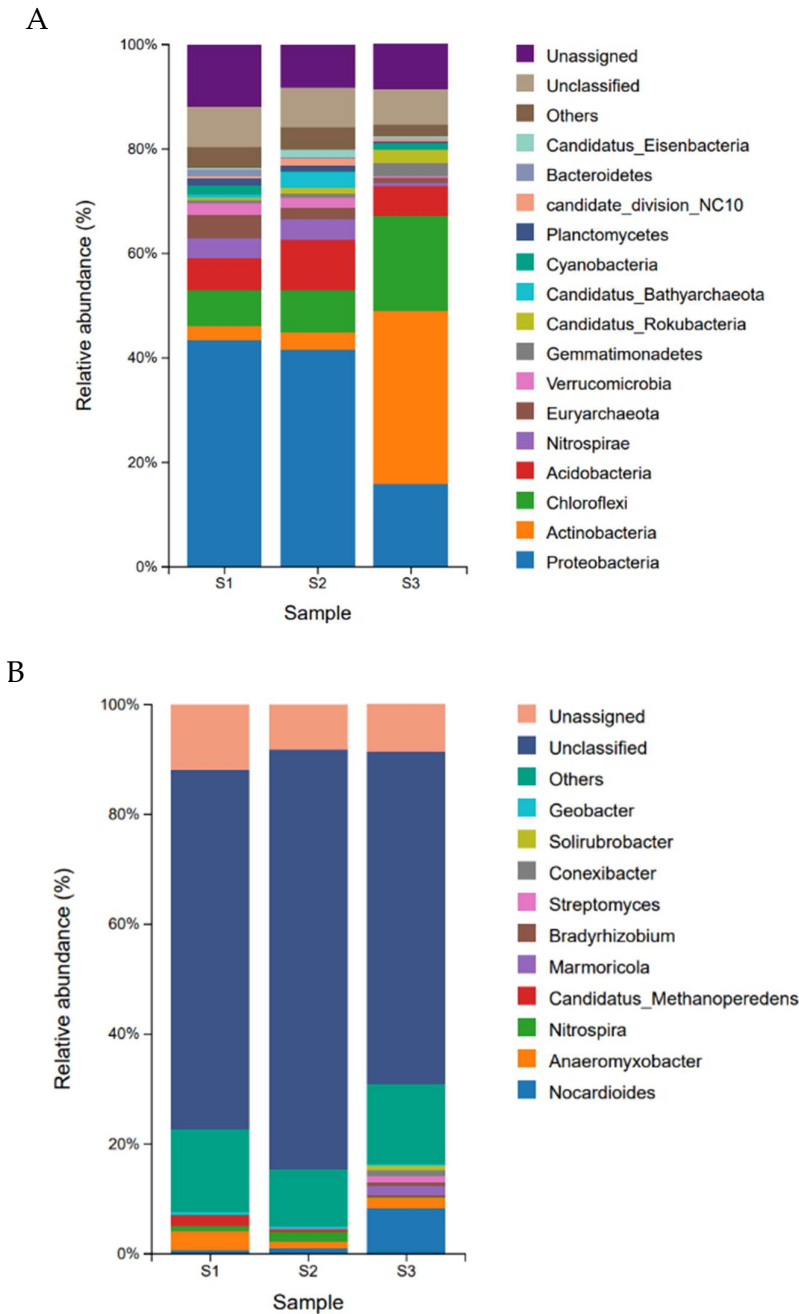 A
100%
80%
60%
40%
20%
0%
Relative abundance (%)
S1
S2
S3
Sample
Unassigned
Unclassified
Others
Candidatus_Eisenbacteria
Bacteroidetes
candidate_division_NC10
Planctomycetes
Cyanobacteria
Candidatus_Bathyarchaeota
Candidatus_Rokubacteria
Gemmatimonadetes
Verrucomicrobia
Euryarchaeota
Nitrospirae
Acidobacteria
Chloroflexi
Actinobacteria
Proteobacteria
B
100%
80%
60%
40%
20%
0%
Relative abundance (%)
S1
S2
S3
Sample
Unassigned
Unclassified
Others
Geobacter
Solirubrobacter
Conexibacter
Streptomyces
Bradyrhizobium
Marmoricola
Candidatus_Methanoperedens
Nitrospira
Anaeromyxobacter
Nocardioides